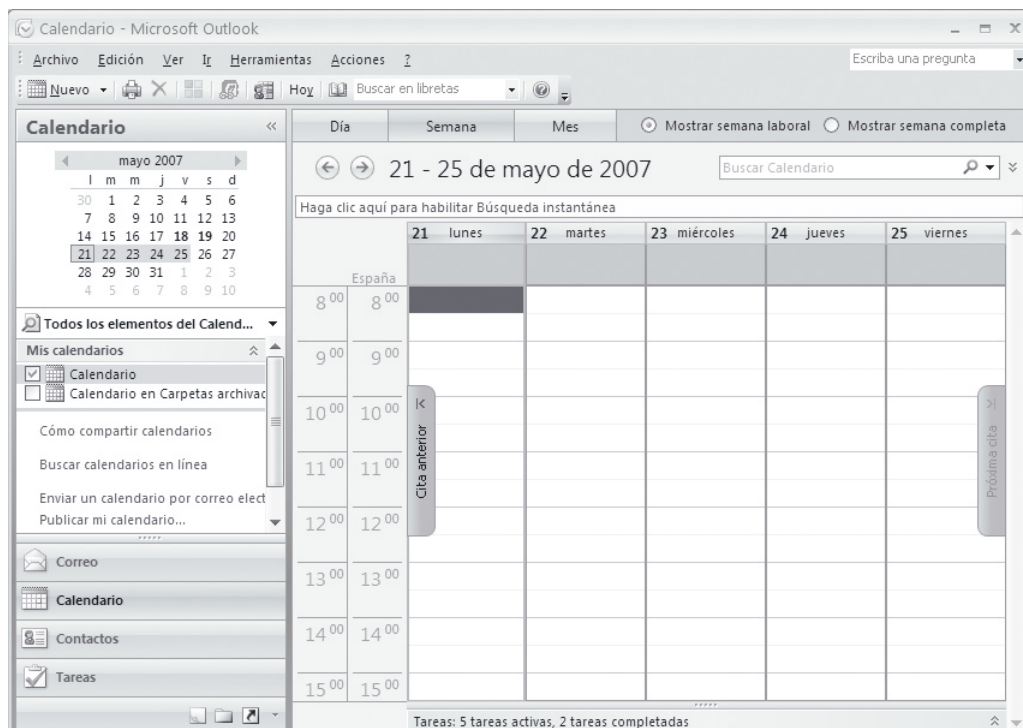 Calendario - Microsoft Outlook
Archivo Edición Ver Ir Herramientas Acciones ?
Escriba una pregunta
Nuevo Hoy Buscar en libretas
Calendario
mayo 2007
l m m j v s d
30 1 2 3 4 5 6
7 8 9 10 11 12 13
14 15 16 17 18 19 20
21 22 23 24 25 26 27
28 29 30 31 1 2 3
4 5 6 7 8 9 10
Todos los elementos del Calend...
Mis calendarios
Calendario
Calendario en Carpetas archivac
Cómo compartir calendarios
Buscar calendarios en línea
Enviar un calendario por correo elect
Publicar mi calendario...
Correo
Calendario
Contactos
Tareas
Día Semana Mes Mostrar semana laboral Mostrar semana completa
21 - 25 de mayo de 2007
Buscar Calendario
Haga clic aquí para habilitar Búsqueda instantánea
21 lunes 22 martes 23 miércoles 24 jueves 25 viernes
España
8 00 8 00
9 00 9 00
10 00 10 00
11 00 11 00
12 00 12 00
13 00 13 00
14 00 14 00
15 00 15 00
Cita anterior
Próxima cita
Tareas: 5 tareas activas, 2 tareas completadas